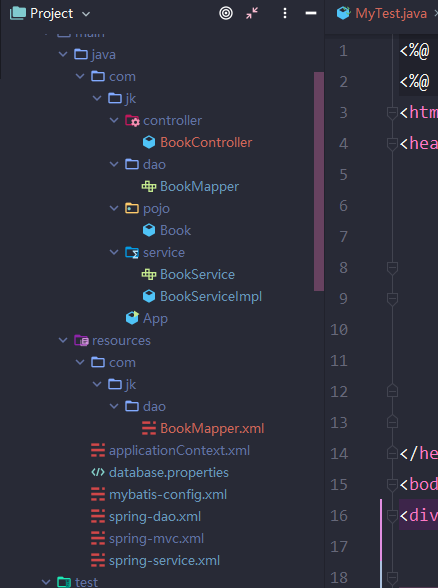 Project
main
java
com
jk
controller
BookController
dao
BookMapper
pojo
Book
service
BookService
BookServiceImpl
App
resources
com
jk
dao
BookMapper.xml
applicationContext.xml
database.properties
mybatis-config.xml
spring-dao.xml
spring-mvc.xml
spring-service.xml
test
MyTest.java
1 <%@
2 <%@
3 <htm
4 <hea
5
6
7
8
9
10
11
12
13
14 </he
15 <bod
16 <div
17
18